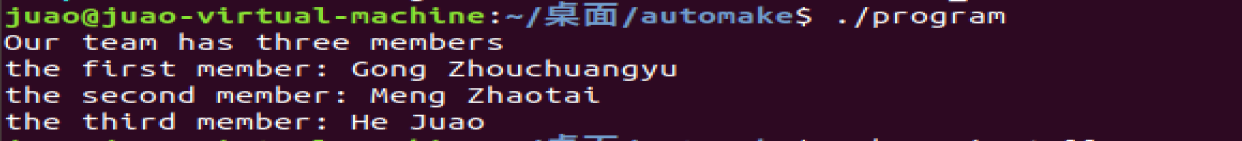 juao@juao-virtual-machine:~/桌面/automake$ ./program
Our team has three members
the first member: Gong Zhouchuangyu
the second member: Meng Zhaotai
the third member: He Juao